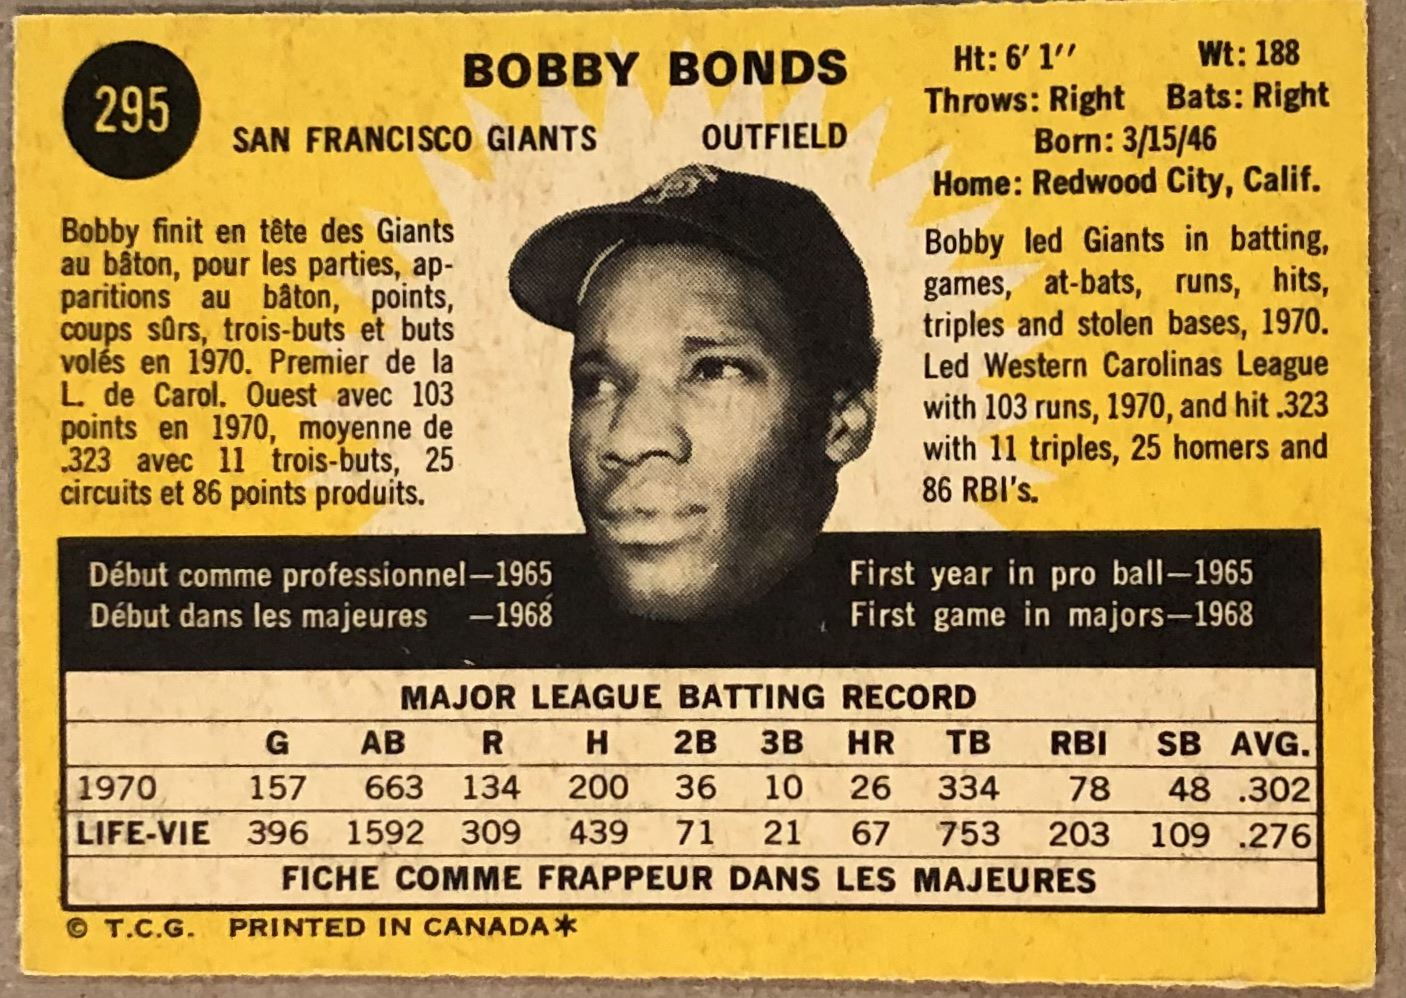 295
BOBBY BONDS
SAN FRANCISCO GIANTS OUTFIELD
Ht: 6' 1'' Wt: 188
Throws: Right Bats: Right
Born: 3/15/46
Home: Redwood City, Calif.
Bobby finit en tête des Giants
au bâton, pour les parties, ap-
paritions au bâton, points,
coups sûrs, trois-buts et buts
volés en 1970. Premier de la
L. de Carol. Ouest avec 103
points en 1970, moyenne de
.323 avec 11 trois-buts, 25
circuits et 86 points produits.
Bobby led Giants in batting,
games, at-bats, runs, hits,
triples and stolen bases, 1970.
Led Western Carolinas League
with 103 runs, 1970, and hit .323
with 11 triples, 25 homers and
86 RBI's.
Début comme professionnel—1965
Début dans les majeures —1968
First year in pro ball—1965
First game in majors—1968
MAJOR LEAGUE BATTING RECORD
G AB R H 2B 3B HR TB RBI SB AVG.
1970 157 663 134 200 36 10 26 334 78 48 .302
LIFE-VIE 396 1592 309 439 71 21 67 753 203 109 .276
FICHE COMME FRAPPEUR DANS LES MAJEURES
© T.C.G. PRINTED IN CANADA*